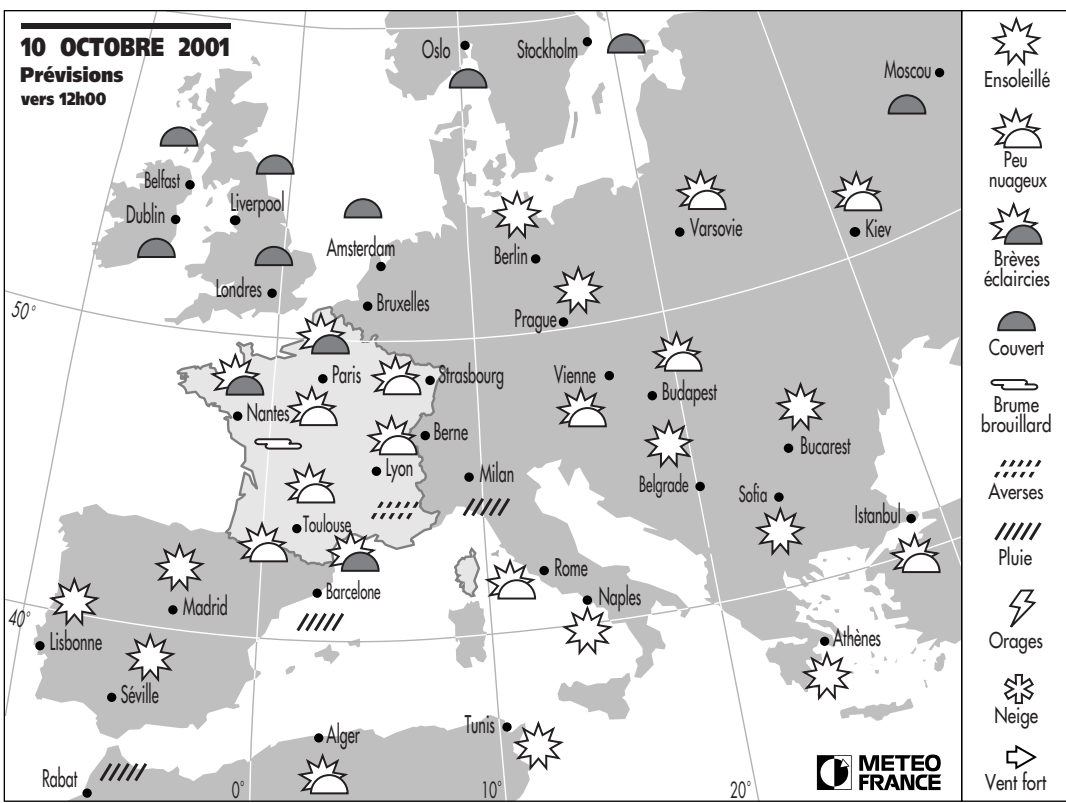 10 OCTOBRE 2001
Prévisions
vers 12h00
Oslo
Stockholm
Moscou
Belfast
Dublin
Liverpool
Amsterdam
Londres
Bruxelles
Berlin
Varsovie
Kiev
Prague
50°
Paris
Strasbourg
Vienne
Budapest
Nantes
Berne
Bucarest
Lyon
Milan
Belgrade
Sofia
Istanbul
Toulouse
Rome
Barcelone
Naples
Madrid
40°
Lisbonne
Athènes
Séville
Tunis
Alger
Rabat
0°
10°
20°
METEO
FRANCE
Ensoleillé
Peu
nuageux
Brèves
éclaircies
Couvert
Brume
brouillard
Averses
Pluie
Orages
Neige
Vent fort